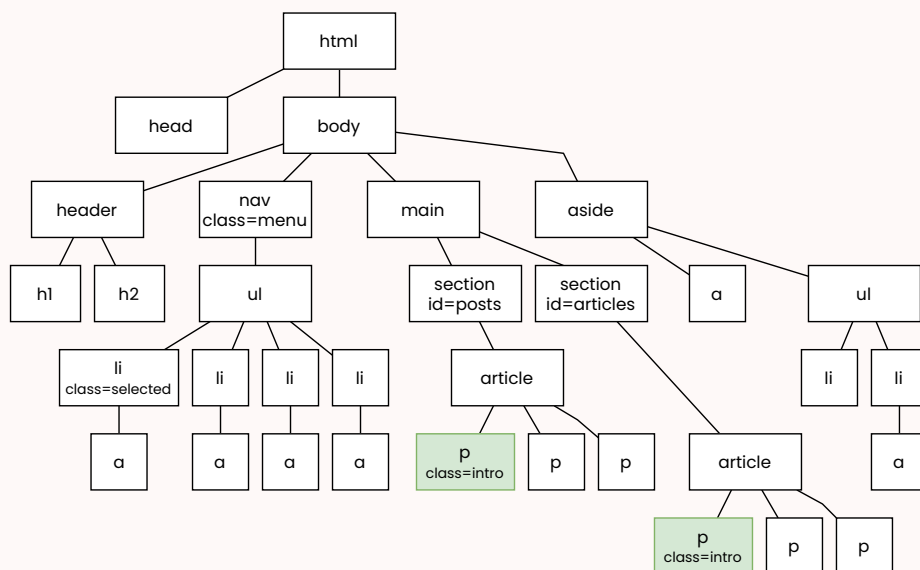 html
head
body
header
nav
class=menu
main
aside
h1
h2
ul
section
id=posts
section
id=articles
a
ul
li
class=selected
li
li
li
article
li
li
a
a
a
a
p
class=intro
p
p
article
a
p
class=intro
p
p